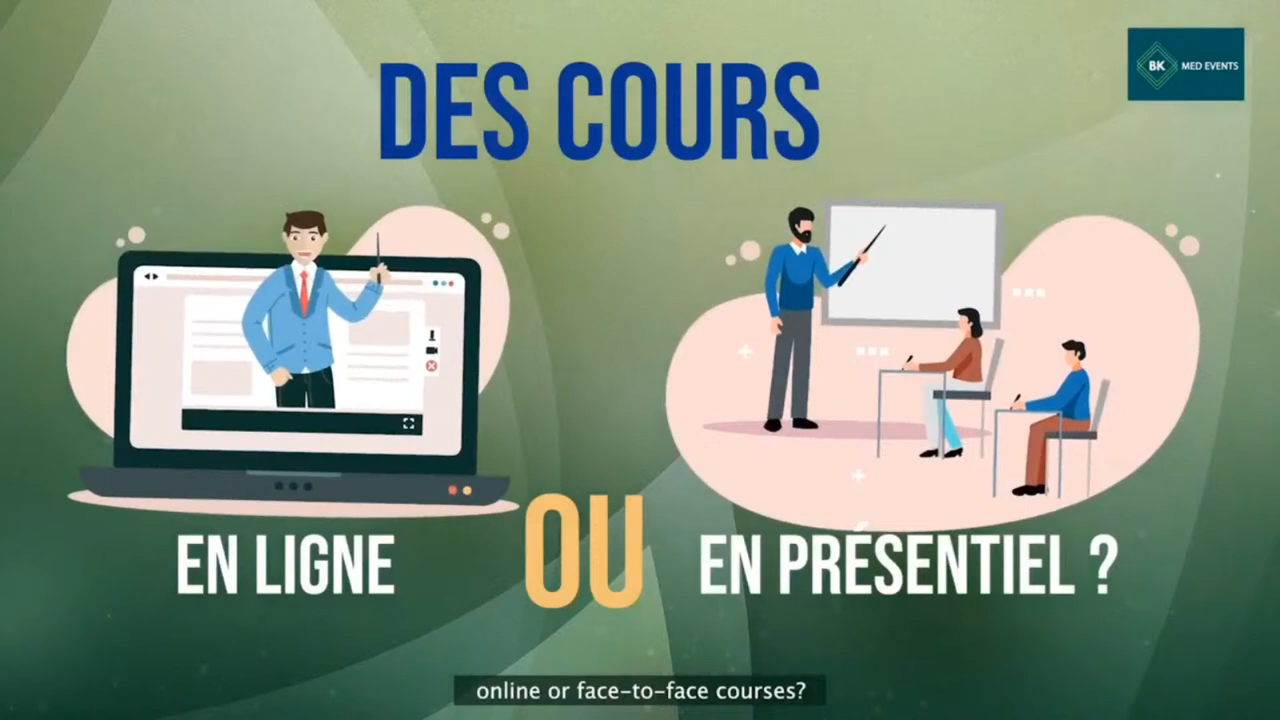 DES COURS
BK MED EVENTS
EN LIGNE
OU
EN PRÉSENTIEL ?
online or face-to-face courses?